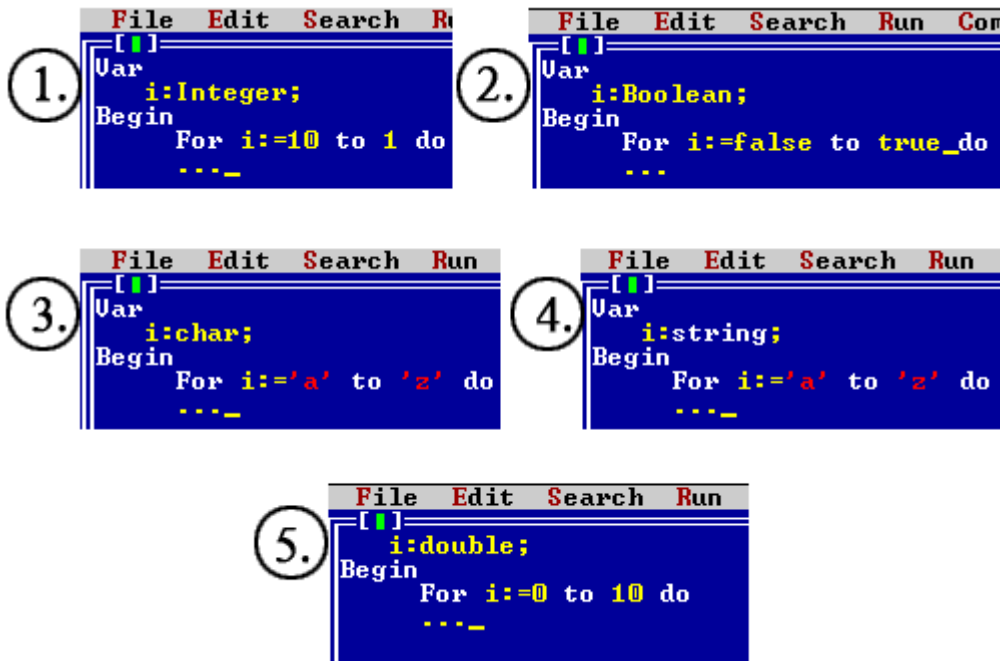 File Edit Search
1.
[ ]
Var
i:Integer;
Begin
For i:=10 to 1 do
...
File Edit Search Run
2.
[ ]
Var
i:Boolean;
Begin
For i:=false to true_do
...
File Edit Search Run
3.
[ ]
Var
i:char;
Begin
For i:='a' to 'z' do
...
File Edit Search Run
4.
[ ]
Var
i:string;
Begin
For i:='a' to 'z' do
...
File Edit Search Run
5.
[ ]
i:double;
Begin
For i:=0 to 10 do
...